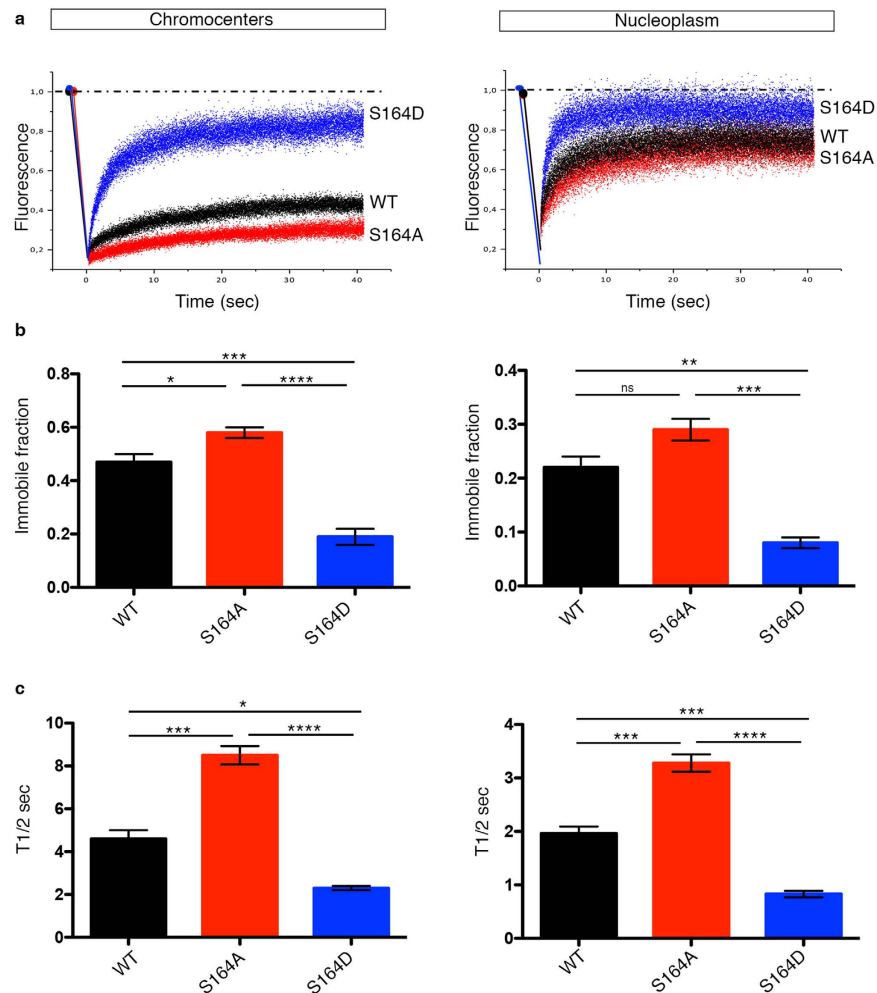 a
Chromocenters
Nucleoplasm
Fluorescence
1,0
0,8
0,6
0,4
0,2
0
10
20
30
40
Time (sec)
S164D
WT
S164A
Fluorescence
1,0
0,8
0,6
0,4
0,2
0
10
20
30
40
Time (sec)
S164D
WT
S164A
b
Immobile fraction
0.8
0.6
0.4
0.2
0.0
***
*
****
WT
S164A
S164D
Immobile fraction
0.4
0.3
0.2
0.1
0.0
**
ns
***
WT
S164A
S164D
c
T1/2 sec
10
8
6
4
2
0
*
***
****
WT
S164A
S164D
T1/2 sec
4
3
2
1
0
***
***
****
WT
S164A
S164D